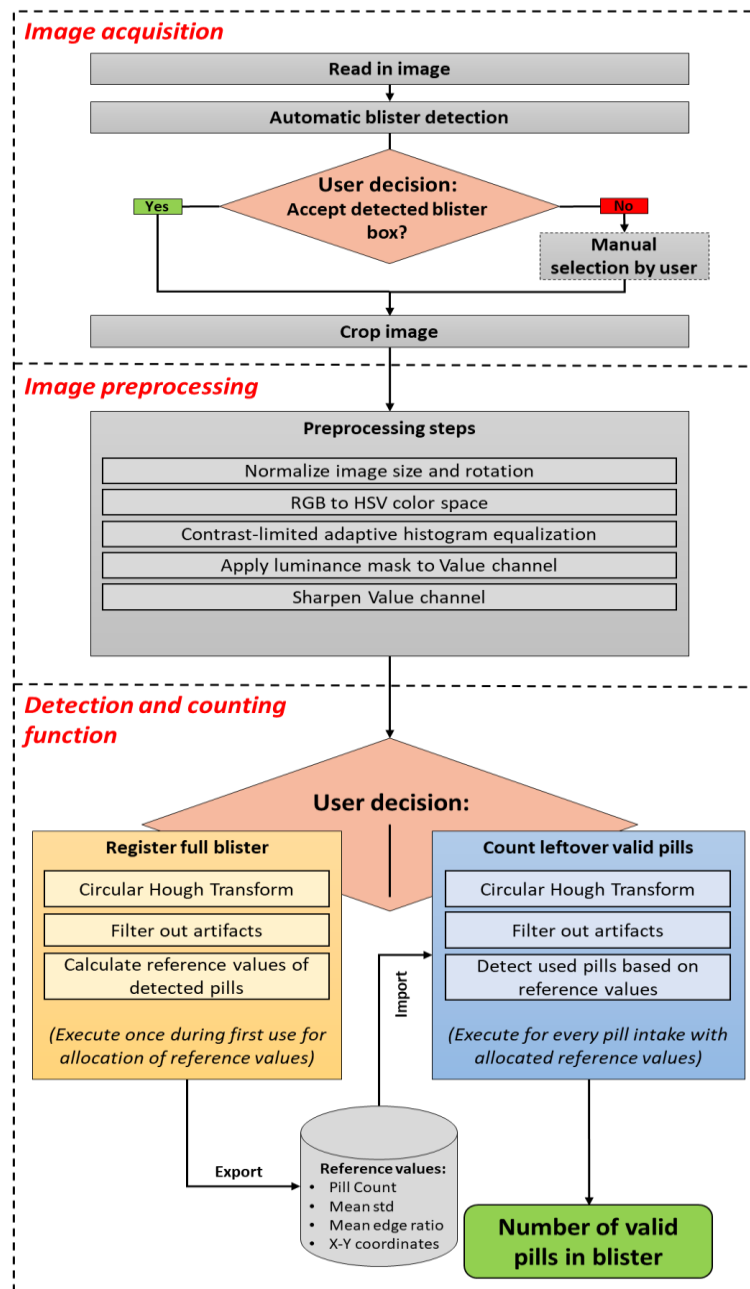 Image acquisition
Read in image
Automatic blister detection
User decision:
Accept detected blister
box?
Yes
No
Manual
selection by user
Crop image
Image preprocessing
Preprocessing steps
Normalize image size and rotation
RGB to HSV color space
Contrast-limited adaptive histogram equalization
Apply luminance mask to Value channel
Sharpen Value channel
Detection and counting
function
User decision:
Register full blister
Circular Hough Transform
Filter out artifacts
Calculate reference values of
detected pills
(Execute once during first use for
allocation of reference values)
Count leftover valid pills
Circular Hough Transform
Filter out artifacts
Detect used pills based on
reference values
(Execute for every pill intake with
allocated reference values)
Import
Export
Reference values:
• Pill Count
• Mean std
• Mean edge ratio
• X-Y coordinates
Number of valid
pills in blister